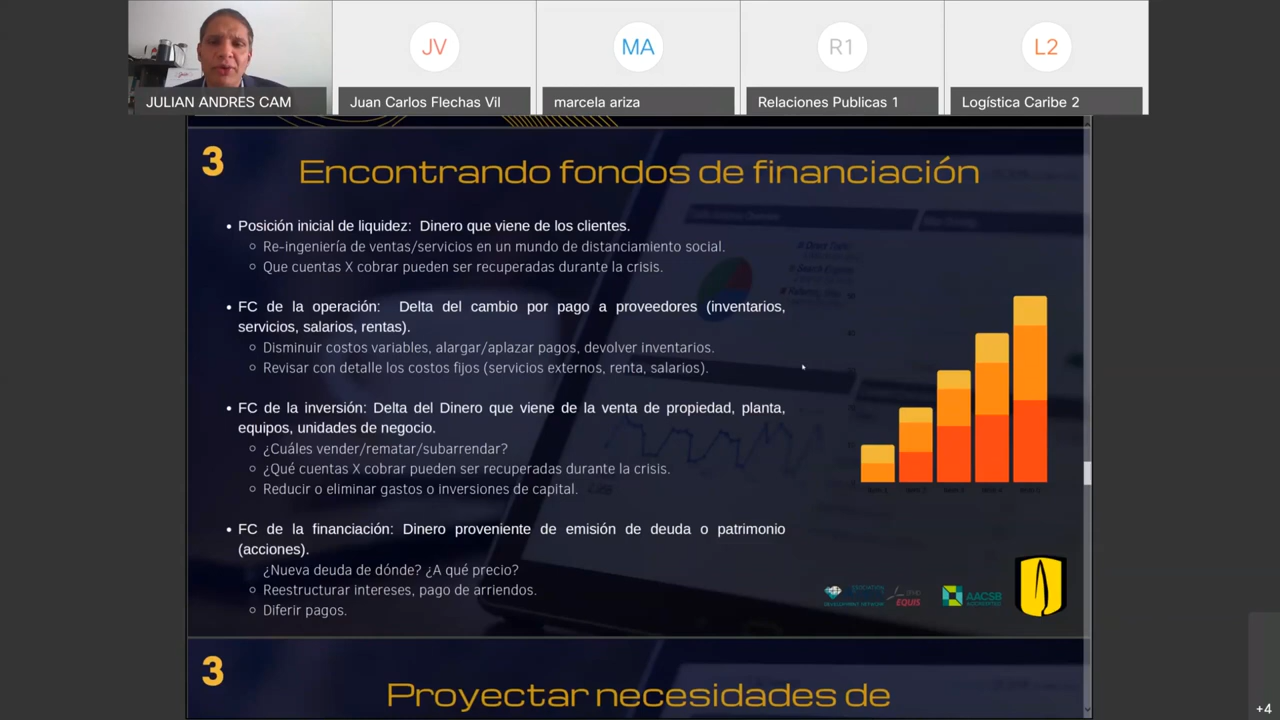 JV
MA
R1
L2
JULIAN ANDRES CAM
Juan Carlos Flechas Vil
marcela ariza
Relaciones Publicas 1
Logística Caribe 2
3
Encontrando fondos de financiación
• Posición inicial de liquidez: Dinero que viene de los clientes.
Re-ingeniería de ventas/servicios en un mundo de distanciamiento social.
Que cuentas X cobrar pueden ser recuperadas durante la crisis.
• FC de la operación: Delta del cambio por pago a proveedores (inventarios,
servicios, salarios, rentas).
Disminuir costos variables, alargar/aplazar pagos, devolver inventarios.
Revisar con detalle los costos fijos (servicios externos, renta, salarios).
• FC de la inversión: Delta del Dinero que viene de la venta de propiedad, planta,
equipos, unidades de negocio.
¿Cuáles vender/rematar/subarrendar?
¿Qué cuentas X cobrar pueden ser recuperadas durante la crisis.
Reducir o eliminar gastos o inversiones de capital.
• FC de la financiación: Dinero proveniente de emisión de deuda o patrimonio
(acciones).
¿Nueva deuda de dónde? ¿A qué precio?
Reestructurar intereses, pago de arriendos.
Diferir pagos.
EQUIS
AACSB
ACCREDITED
3
Proyectar necesidades de
+4